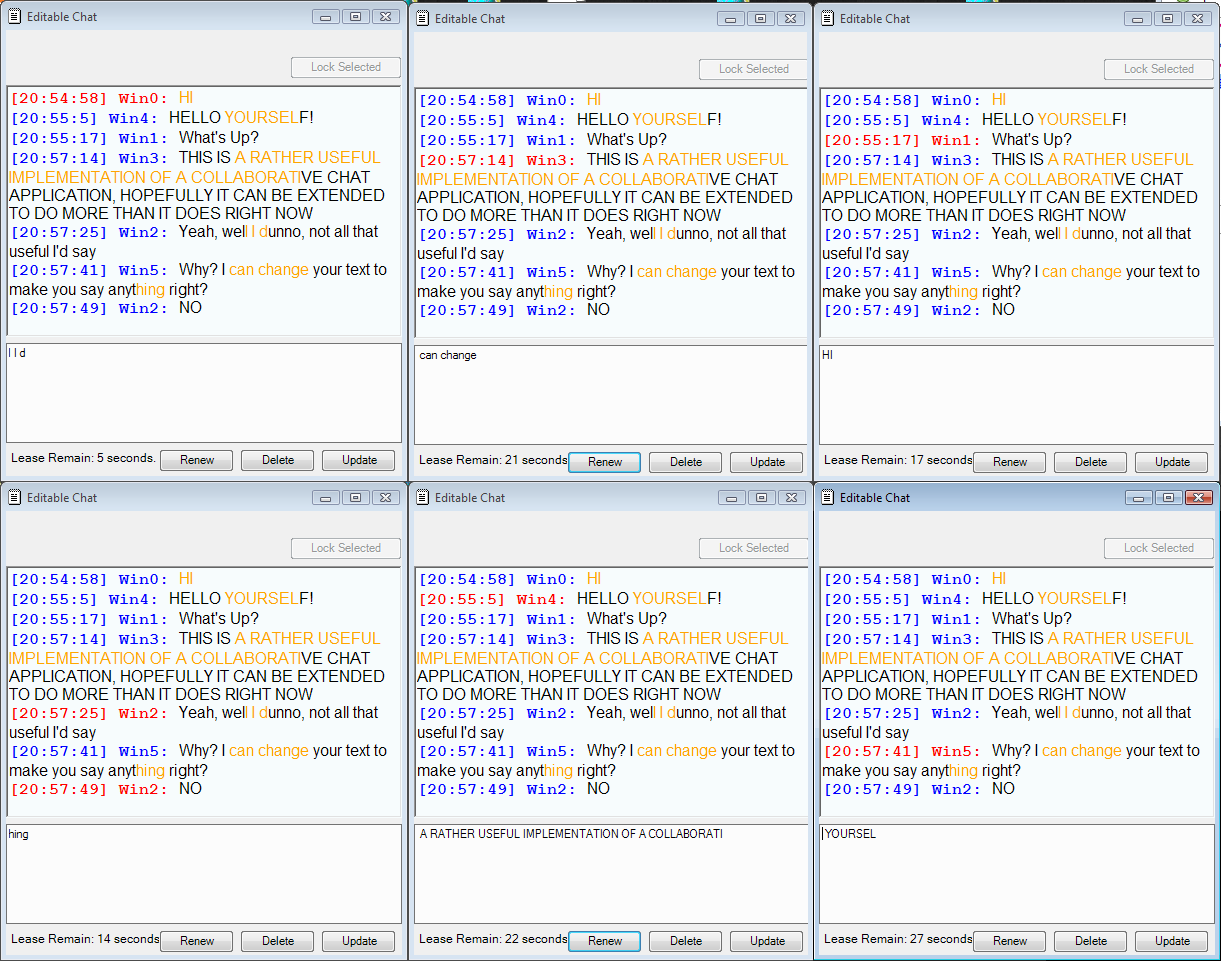 Editable Chat
Lock Selected
[20:54:58] Win0: HI
[20:55:5] Win4: HELLO YOURSELF!
[20:55:17] Win1: What's Up?
[20:57:14] Win3: THIS IS A RATHER USEFUL
IMPLEMENTATION OF A COLLABORATIVE CHAT
APPLICATION, HOPEFULLY IT CAN BE EXTENDED
TO DO MORE THAN IT DOES RIGHT NOW
[20:57:25] Win2: Yeah, well I dunno, not all that
useful I'd say
[20:57:41] Win5: Why? I can change your text to
make you say anything right?
[20:57:49] Win2: NO
l I d
Lease Remain: 5 seconds. Renew Delete Update
Editable Chat
Lock Selected
[20:54:58] Win0: HI
[20:55:5] Win4: HELLO YOURSELF!
[20:55:17] Win1: What's Up?
[20:57:14] Win3: THIS IS A RATHER USEFUL
IMPLEMENTATION OF A COLLABORATIVE CHAT
APPLICATION, HOPEFULLY IT CAN BE EXTENDED
TO DO MORE THAN IT DOES RIGHT NOW
[20:57:25] Win2: Yeah, well I dunno, not all that
useful I'd say
[20:57:41] Win5: Why? I can change your text to
make you say anything right?
[20:57:49] Win2: NO
can change
Lease Remain: 21 seconds Renew Delete Update
Editable Chat
Lock Selected
[20:54:58] Win0: HI
[20:55:5] Win4: HELLO YOURSELF!
[20:55:17] Win1: What's Up?
[20:57:14] Win3: THIS IS A RATHER USEFUL
IMPLEMENTATION OF A COLLABORATIVE CHAT
APPLICATION, HOPEFULLY IT CAN BE EXTENDED
TO DO MORE THAN IT DOES RIGHT NOW
[20:57:25] Win2: Yeah, well I dunno, not all that
useful I'd say
[20:57:41] Win5: Why? I can change your text to
make you say anything right?
[20:57:49] Win2: NO
HI
Lease Remain: 17 seconds Renew Delete Update
Editable Chat
Lock Selected
[20:54:58] Win0: HI
[20:55:5] Win4: HELLO YOURSELF!
[20:55:17] Win1: What's Up?
[20:57:14] Win3: THIS IS A RATHER USEFUL
IMPLEMENTATION OF A COLLABORATIVE CHAT
APPLICATION, HOPEFULLY IT CAN BE EXTENDED
TO DO MORE THAN IT DOES RIGHT NOW
[20:57:25] Win2: Yeah, well I dunno, not all that
useful I'd say
[20:57:41] Win5: Why? I can change your text to
make you say anything right?
[20:57:49] Win2: NO
hing
Lease Remain: 14 seconds Renew Delete Update
Editable Chat
Lock Selected
[20:54:58] Win0: HI
[20:55:5] Win4: HELLO YOURSELF!
[20:55:17] Win1: What's Up?
[20:57:14] Win3: THIS IS A RATHER USEFUL
IMPLEMENTATION OF A COLLABORATIVE CHAT
APPLICATION, HOPEFULLY IT CAN BE EXTENDED
TO DO MORE THAN IT DOES RIGHT NOW
[20:57:25] Win2: Yeah, well I dunno, not all that
useful I'd say
[20:57:41] Win5: Why? I can change your text to
make you say anything right?
[20:57:49] Win2: NO
A RATHER USEFUL IMPLEMENTATION OF A COLLABORATI
Lease Remain: 22 seconds Renew Delete Update
Editable Chat
Lock Selected
[20:54:58] Win0: HI
[20:55:5] Win4: HELLO YOURSELF!
[20:55:17] Win1: What's Up?
[20:57:14] Win3: THIS IS A RATHER USEFUL
IMPLEMENTATION OF A COLLABORATIVE CHAT
APPLICATION, HOPEFULLY IT CAN BE EXTENDED
TO DO MORE THAN IT DOES RIGHT NOW
[20:57:25] Win2: Yeah, well I dunno, not all that
useful I'd say
[20:57:41] Win5: Why? I can change your text to
make you say anything right?
[20:57:49] Win2: NO
YOURSEL
Lease Remain: 27 seconds Renew Delete Update